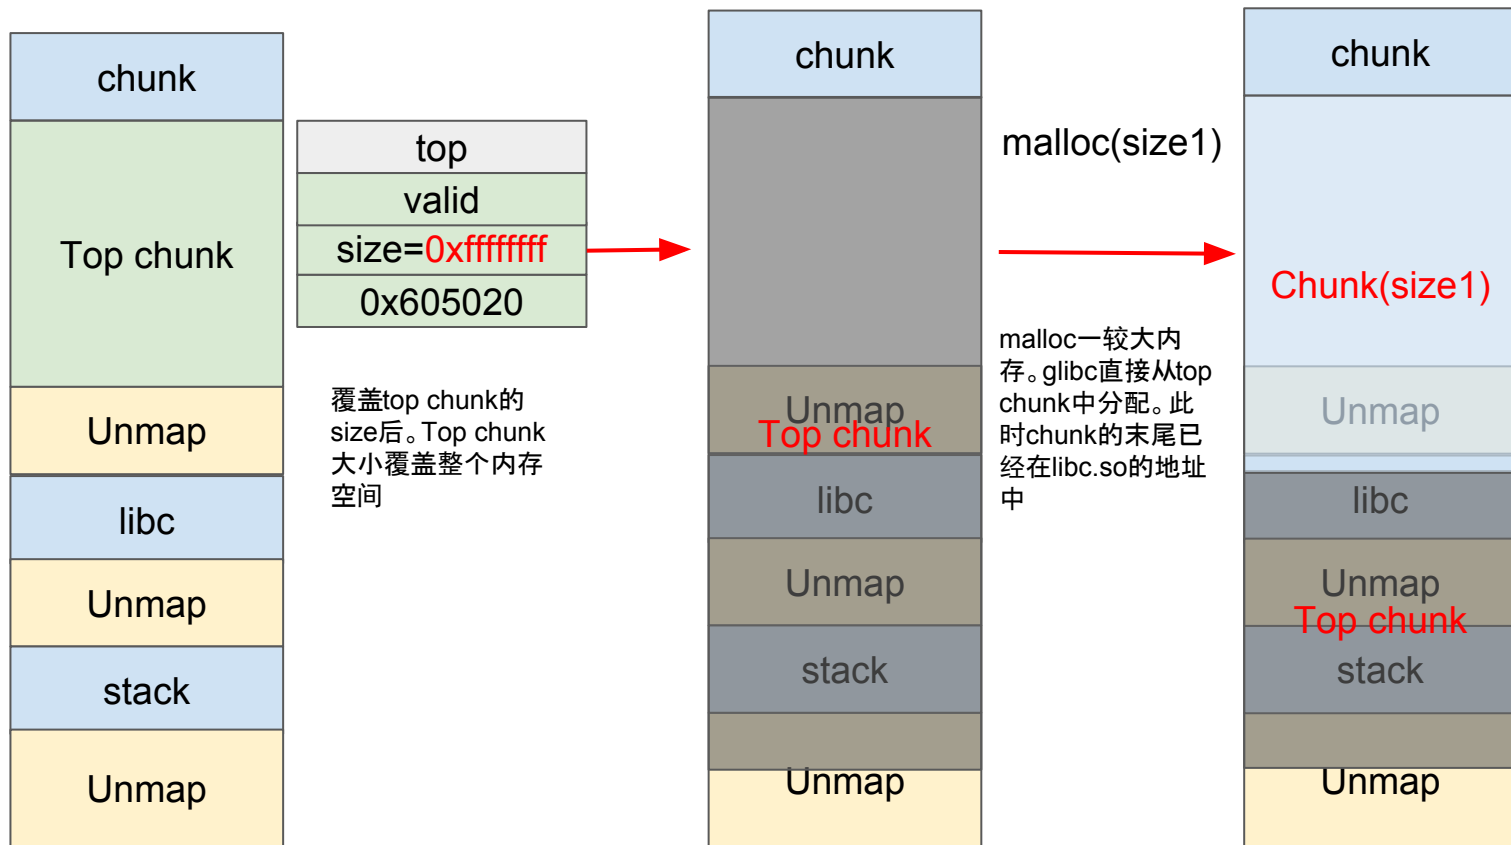 chunk
Top chunk
Unmap
libc
Unmap
stack
Unmap
top
valid
size=0xffffffff
0x605020
覆盖top chunk的
size后。Top chunk
大小覆盖整个内存
空间
chunk
Unmap
Top chunk
libc
Unmap
stack
Unmap
malloc(size1)
malloc一较大内
存。glibc直接从top
chunk中分配。此
时chunk的末尾已
经在libc.so的地址
中
chunk
Chunk(size1)
Unmap
libc
Unmap
Top chunk
stack
Unmap